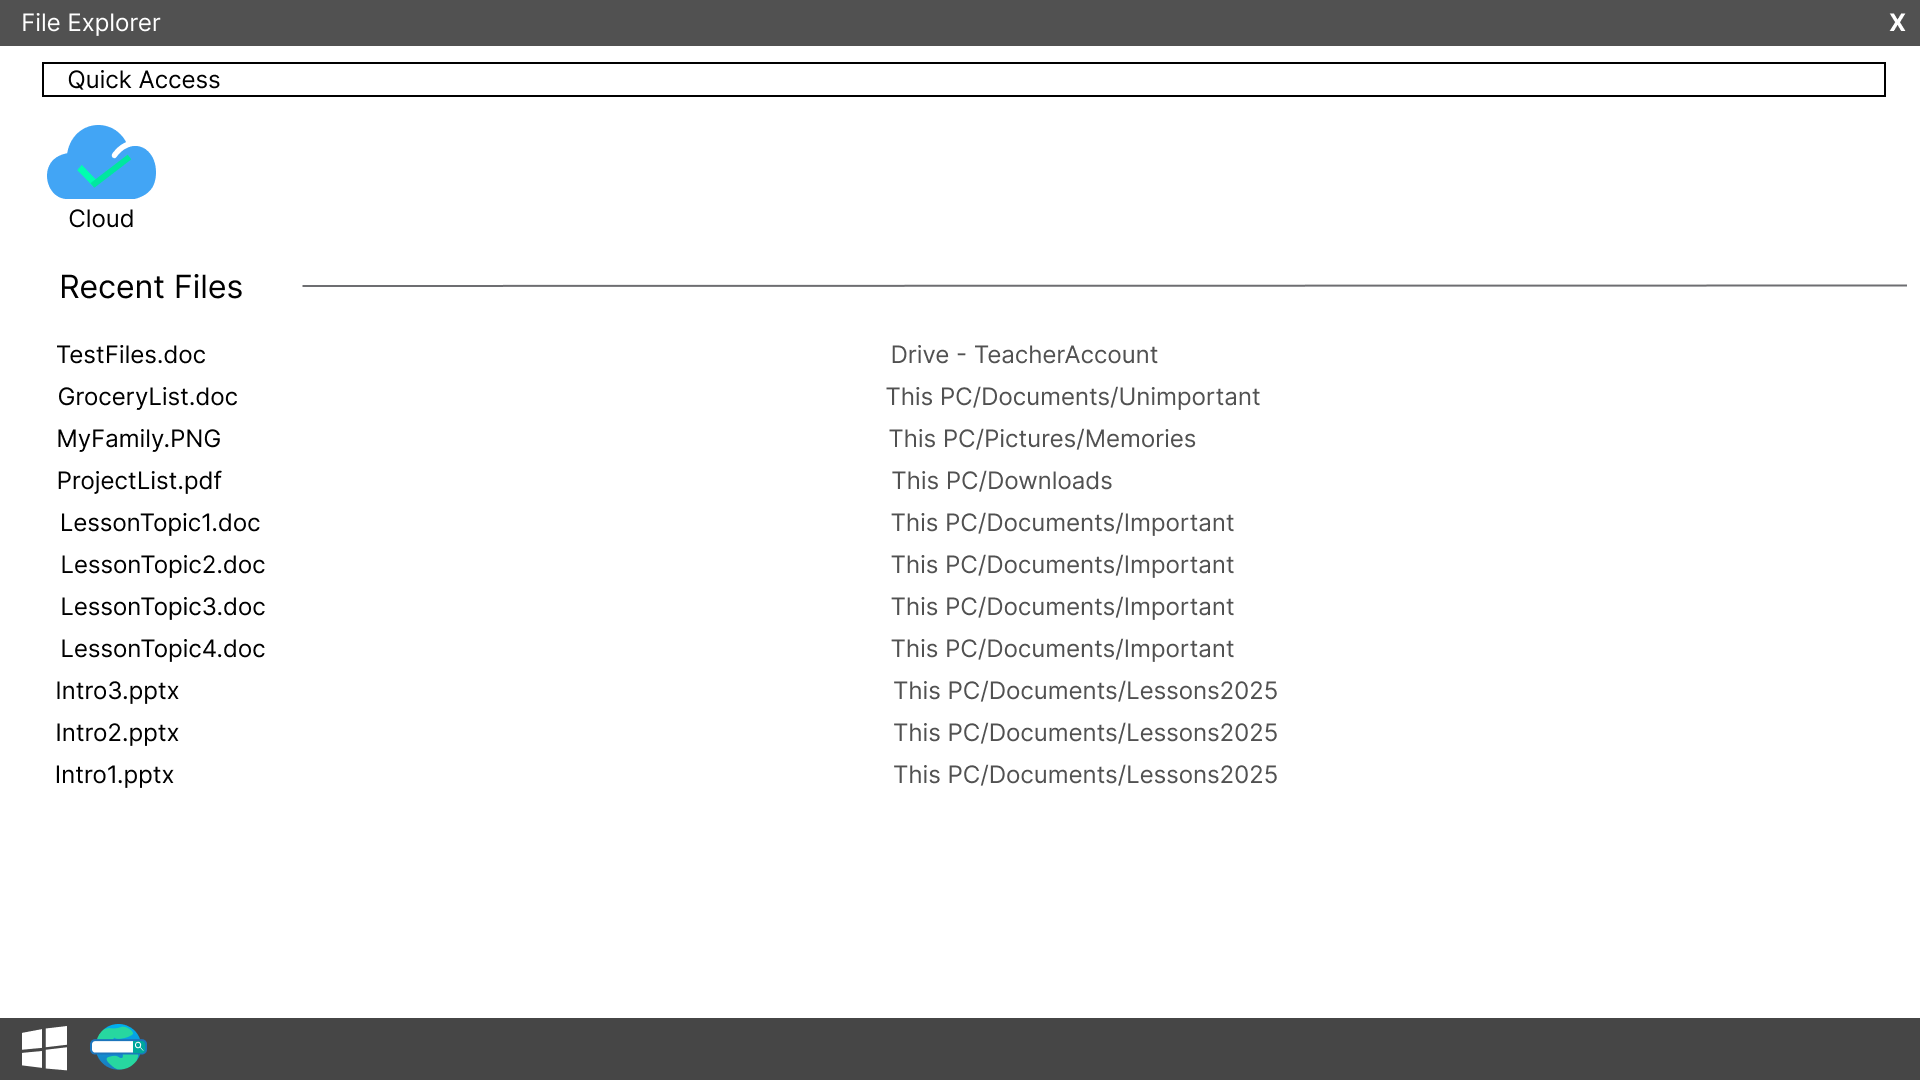 File Explorer X
Quick Access
Cloud
Recent Files
TestFiles.doc Drive - TeacherAccount
GroceryList.doc This PC/Documents/Unimportant
MyFamily.PNG This PC/Pictures/Memories
ProjectList.pdf This PC/Downloads
LessonTopic1.doc This PC/Documents/Important
LessonTopic2.doc This PC/Documents/Important
LessonTopic3.doc This PC/Documents/Important
LessonTopic4.doc This PC/Documents/Important
Intro3.pptx This PC/Documents/Lessons2025
Intro2.pptx This PC/Documents/Lessons2025
Intro1.pptx This PC/Documents/Lessons2025